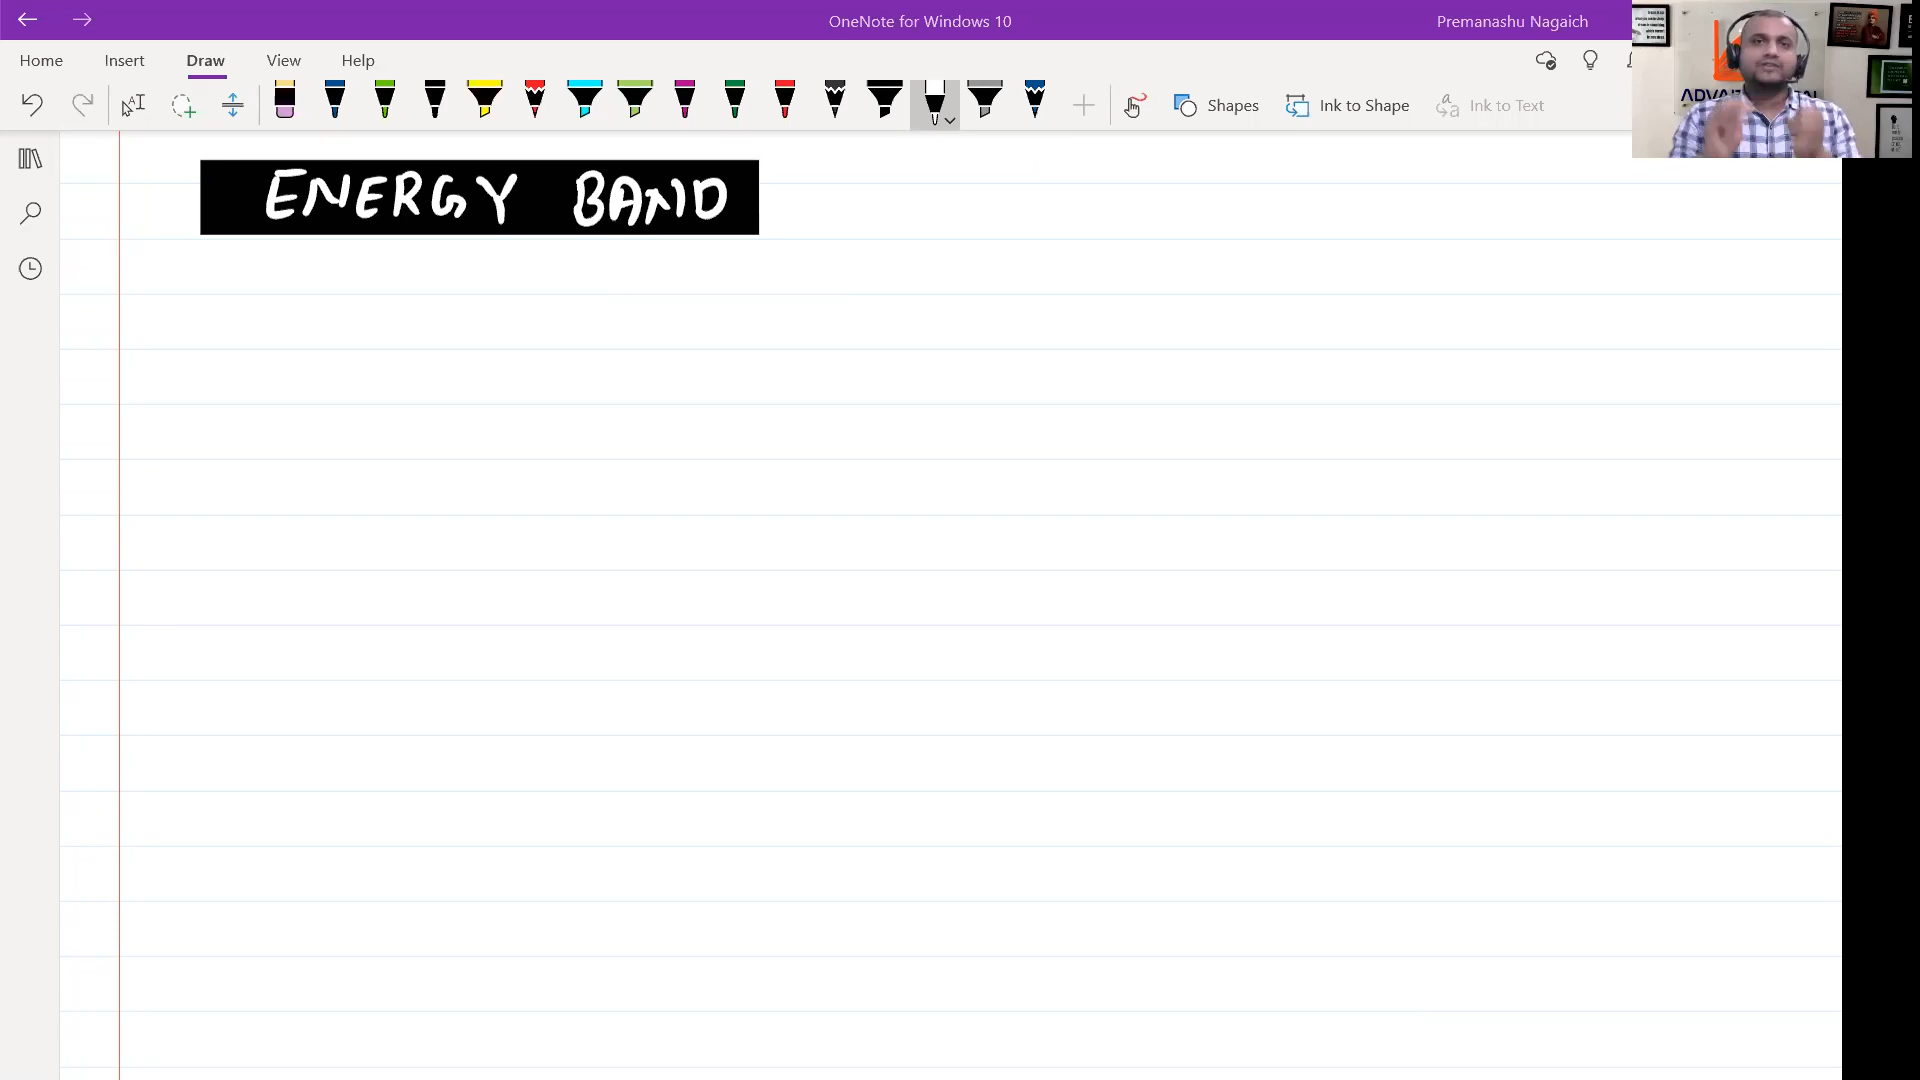 OneNote for Windows 10
Premanashu Nagaich
Home Insert Draw View Help
Shapes Ink to Shape Ink to Text
ENERGY BAND